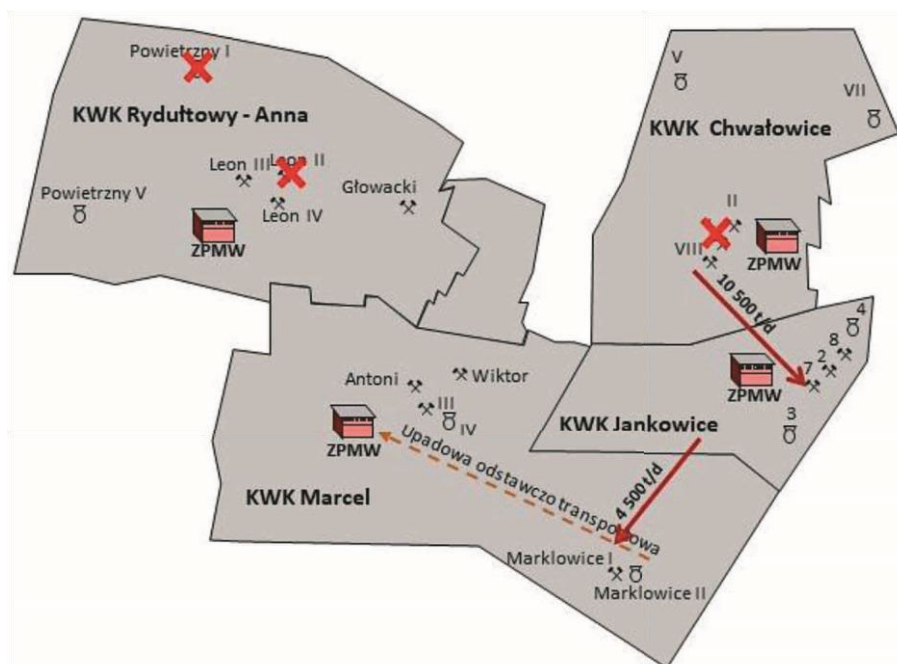 Powietrzny I
KWK Rydułtowy - Anna
Leon III
Leon II
Głowacki
Powietrzny V
Leon IV
ZPMW
V
VII
KWK Chwałowice
II
VIII
ZPMW
10 500 t/d
4
8
2
7
ZPMW
3
KWK Jankowice
Antoni
Wiktor
III
IV
ZPMW
Upadowa odstawczo transportowa
KWK Marcel
4 500 t/d
Marklowice I
Marklowice II